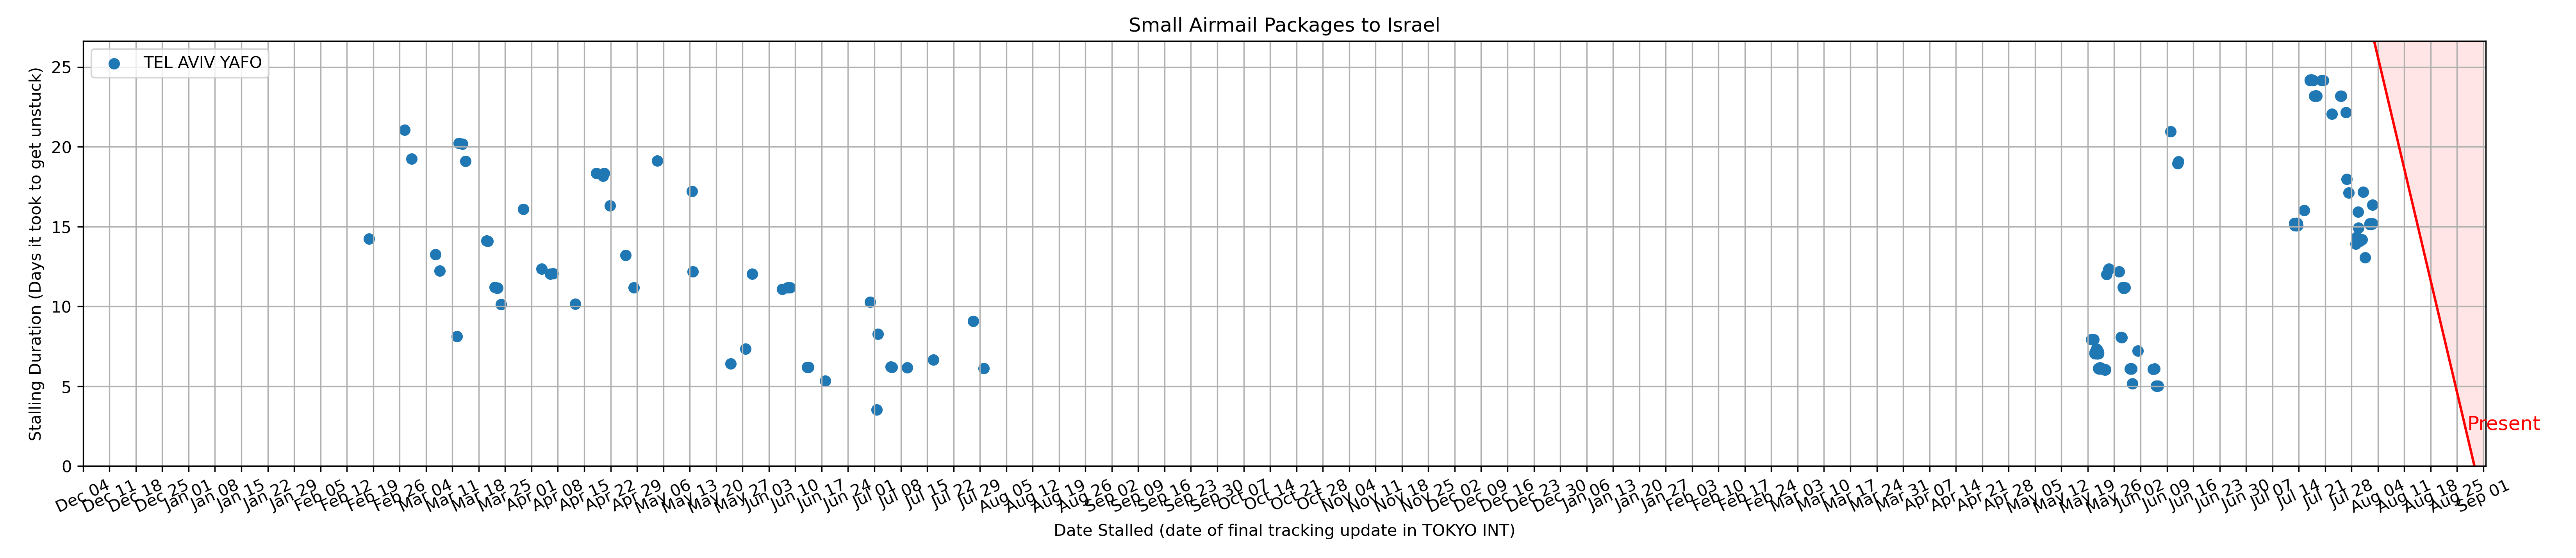 Small Airmail Packages to Israel
TEL AVIV YAFO
Stalling Duration (Days it took to get unstuck)
25
20
15
10
5
0
Present
Dec 04
Dec 11
Dec 18
Dec 25
Jan 01
Jan 08
Jan 15
Jan 22
Jan 29
Feb 05
Feb 12
Feb 19
Feb 26
Mar 04
Mar 11
Mar 18
Mar 25
Apr 01
Apr 08
Apr 15
Apr 22
Apr 29
May 06
May 13
May 20
May 27
Jun 03
Jun 10
Jun 17
Jun 24
Jul 01
Jul 08
Jul 15
Jul 22
Jul 29
Aug 05
Aug 12
Aug 19
Aug 26
Sep 02
Sep 09
Sep 16
Sep 23
Sep 30
Oct 07
Oct 14
Oct 21
Oct 28
Nov 04
Nov 11
Nov 18
Nov 25
Dec 02
Dec 09
Dec 16
Dec 23
Dec 30
Jan 06
Jan 13
Jan 20
Jan 27
Feb 03
Feb 10
Feb 17
Feb 24
Mar 03
Mar 10
Mar 17
Mar 24
Mar 31
Apr 07
Apr 14
Apr 21
Apr 28
May 05
May 12
May 19
May 26
Jun 02
Jun 09
Jun 16
Jun 23
Jun 30
Jul 07
Jul 14
Jul 21
Jul 28
Aug 04
Aug 11
Aug 18
Aug 25
Sep 01
Date Stalled (date of final tracking update in TOKYO INT)